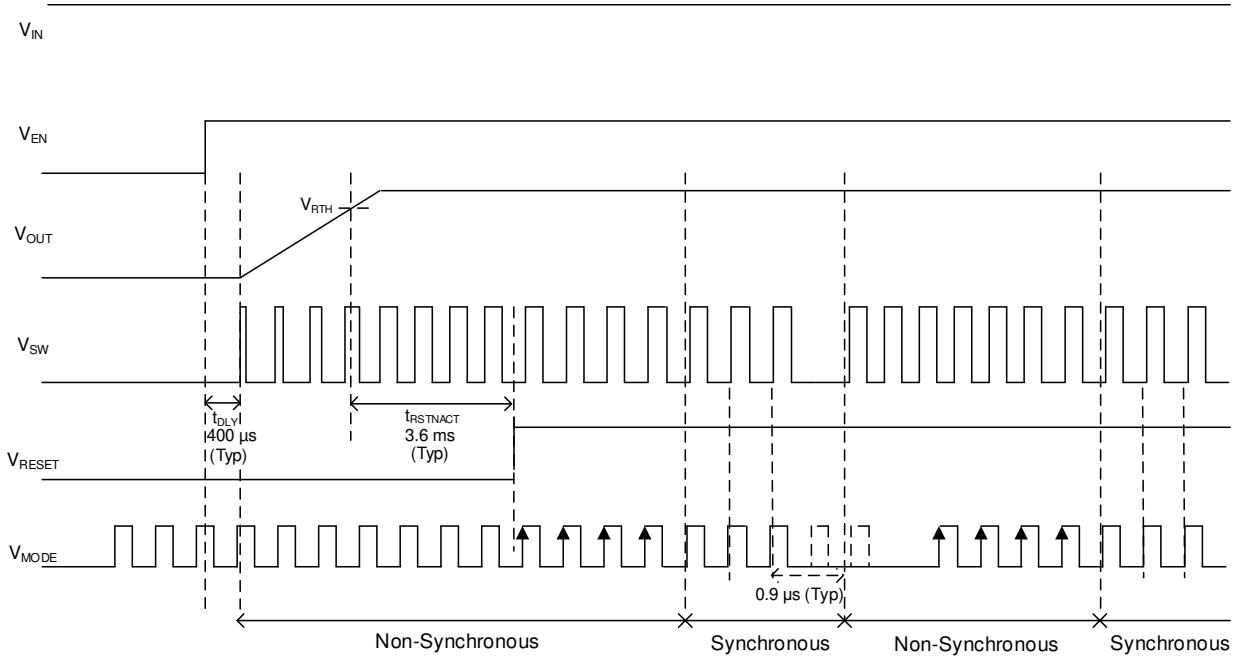 VIN
VEN
VRTH
VOUT
VSW
tDLY
400 µs
(Typ)
tRSTNACT
3.6 ms
(Typ)
VRESET
VMODE
0.9 µs (Typ)
Non-Synchronous
Synchronous
Non-Synchronous
Synchronous